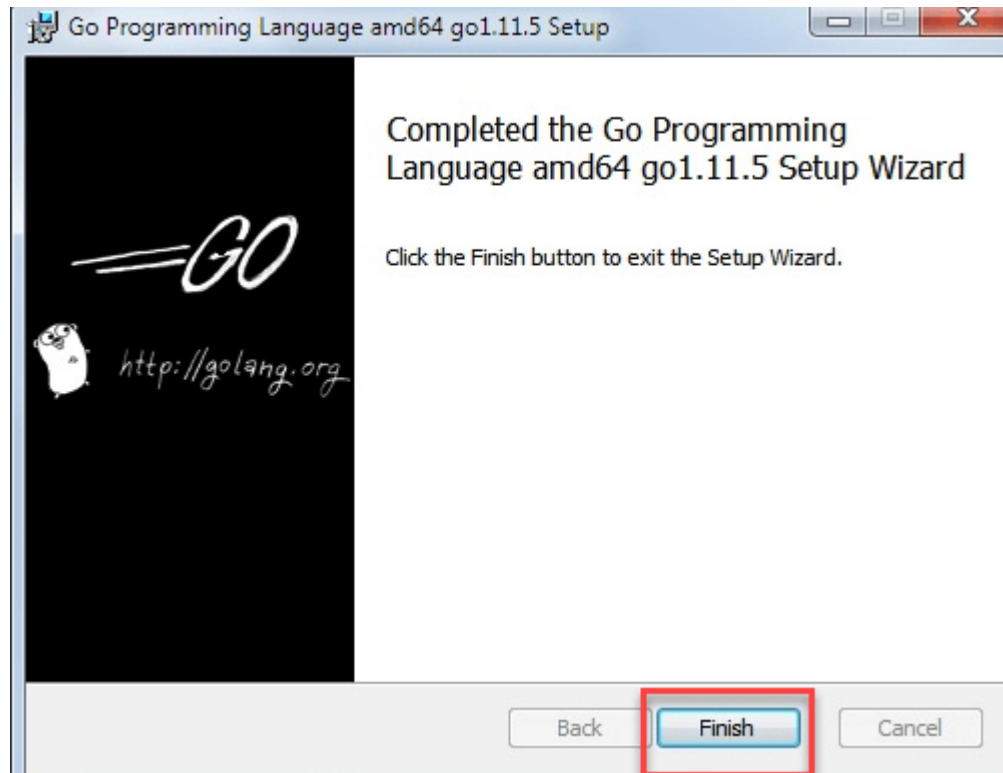 Go Programming Language amd64 go1.11.5 Setup
Completed the Go Programming
Language amd64 go1.11.5 Setup Wizard
Click the Finish button to exit the Setup Wizard.
GO
http://golang.org
Back
Finish
Cancel